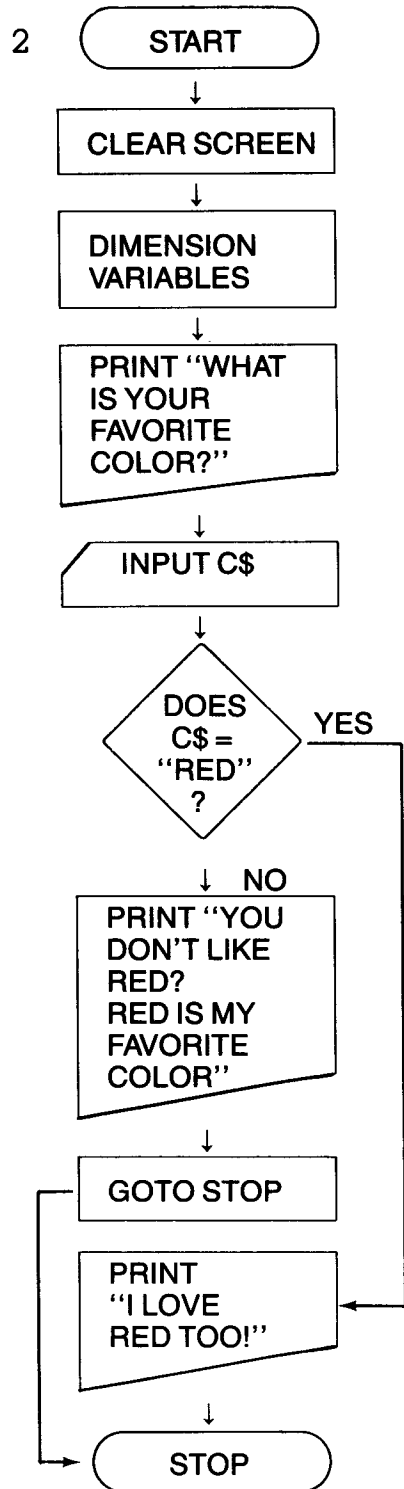 2
START
CLEAR SCREEN
DIMENSION
VARIABLES
PRINT ‘‘WHAT
IS YOUR
FAVORITE
COLOR?’’
INPUT C$
DOES
C$ =
‘‘RED’’
?
YES
NO
PRINT ‘‘YOU
DON'T LIKE
RED?
RED IS MY
FAVORITE
COLOR’’
GOTO STOP
PRINT
‘‘I LOVE
RED TOO!’’
STOP